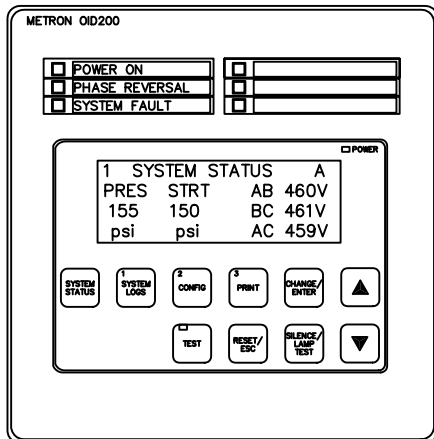 METRON OID200
POWER ON
PHASE REVERSAL
SYSTEM FAULT
POWER
1 SYSTEM STATUS A
PRES STRT AB 460V
155 150 BC 461V
psi psi AC 459V
SYSTEM STATUS
1 SYSTEM LOGS
2 CONFIG
3 PRINT
CHANGE/ ENTER
TEST
RESET/ ESC
SILENCE/ LAMP TEST